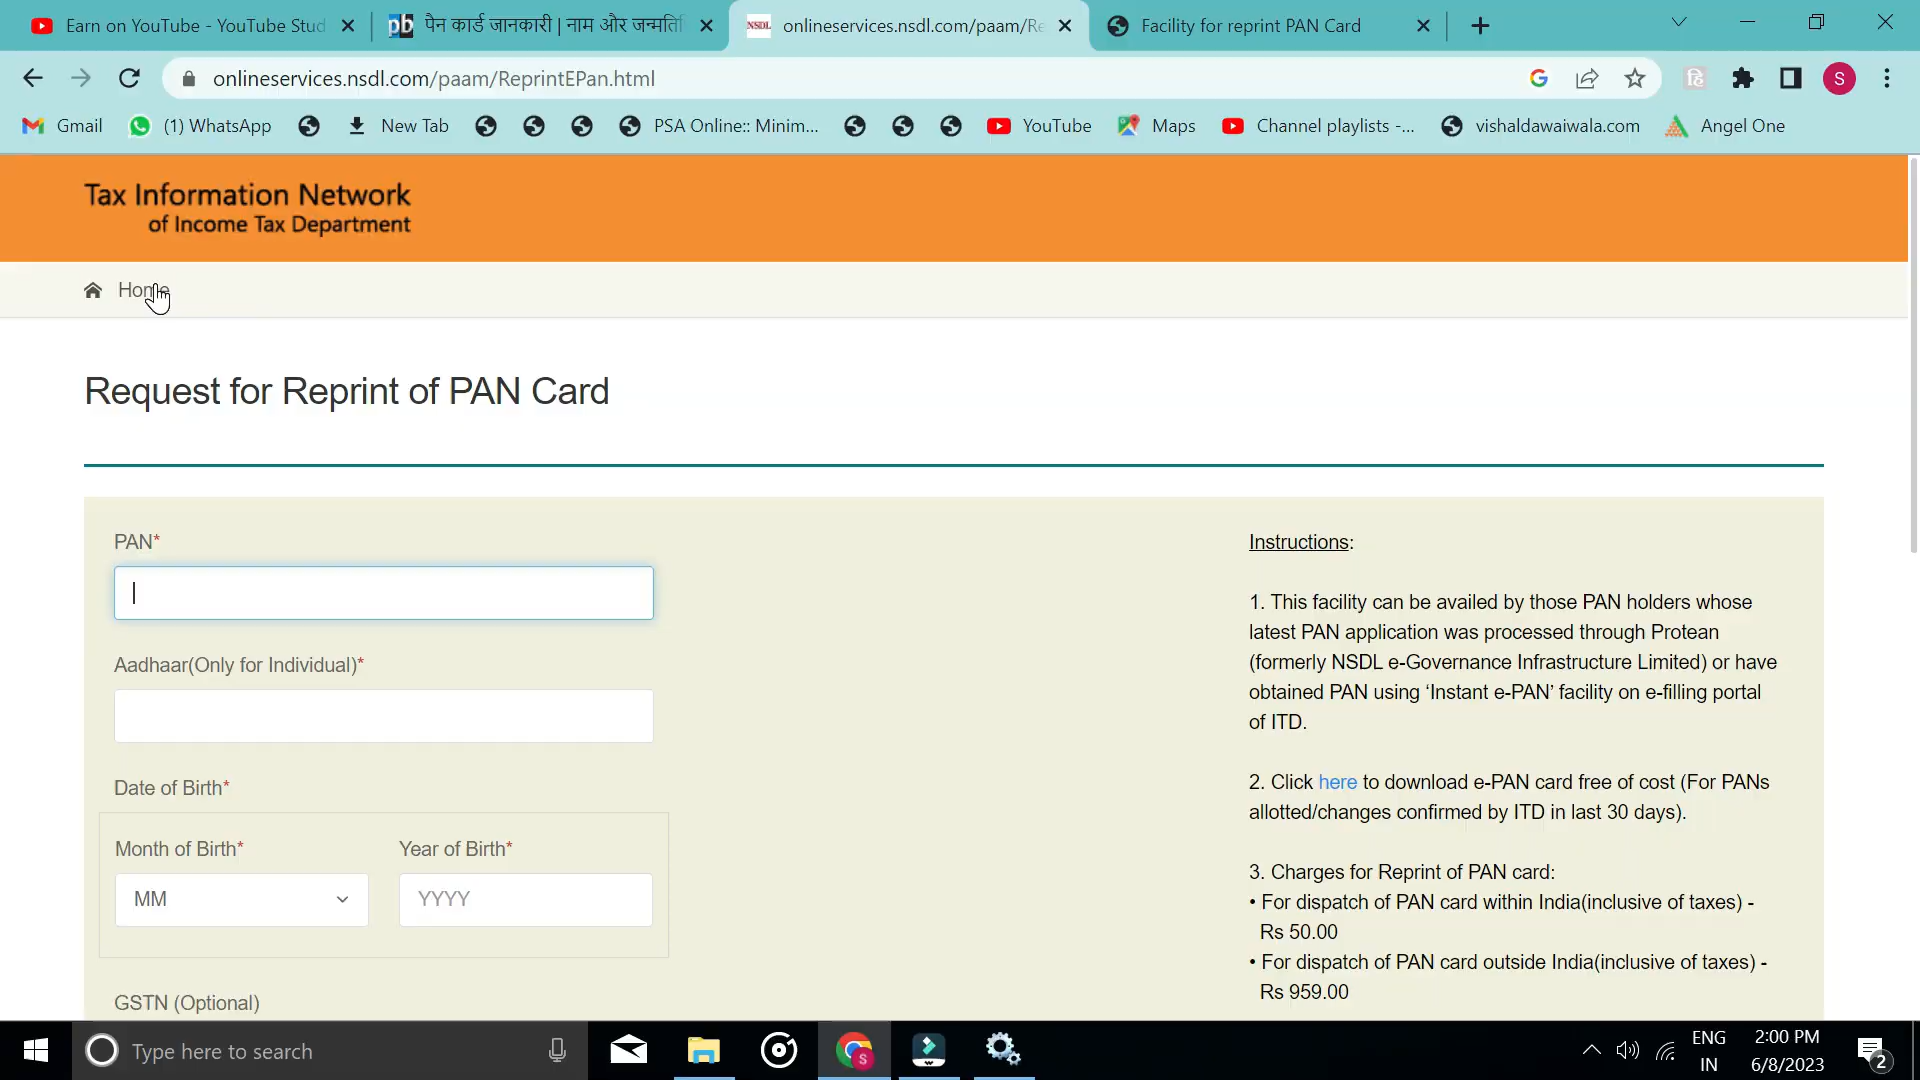 Earn on YouTube - YouTube Stud
pb पैन कार्ड जानकारी | नाम और जन्मति
NSDL onlineservices.nsdl.com/paam/Re
Facility for reprint PAN Card
onlineservices.nsdl.com/paam/ReprintEPan.html
S
Gmail
(1) WhatsApp
New Tab
PSA Online:: Minim...
YouTube
Maps
Channel playlists -...
vishaldawaiwala.com
Angel One
Tax Information Network
of Income Tax Department
Home
Request for Reprint of PAN Card
PAN*
Aadhaar(Only for Individual)*
Date of Birth*
Month of Birth*
Year of Birth*
MM
YYYY
GSTN (Optional)
Instructions:
1. This facility can be availed by those PAN holders whose
latest PAN application was processed through Protean
(formerly NSDL e-Governance Infrastructure Limited) or have
obtained PAN using ‘Instant e-PAN’ facility on e-filling portal
of ITD.
2. Click here to download e-PAN card free of cost (For PANs
allotted/changes confirmed by ITD in last 30 days).
3. Charges for Reprint of PAN card:
• For dispatch of PAN card within India(inclusive of taxes) -
Rs 50.00
• For dispatch of PAN card outside India(inclusive of taxes) -
Rs 959.00
Type here to search
S
ENG
IN
2:00 PM
6/8/2023
2